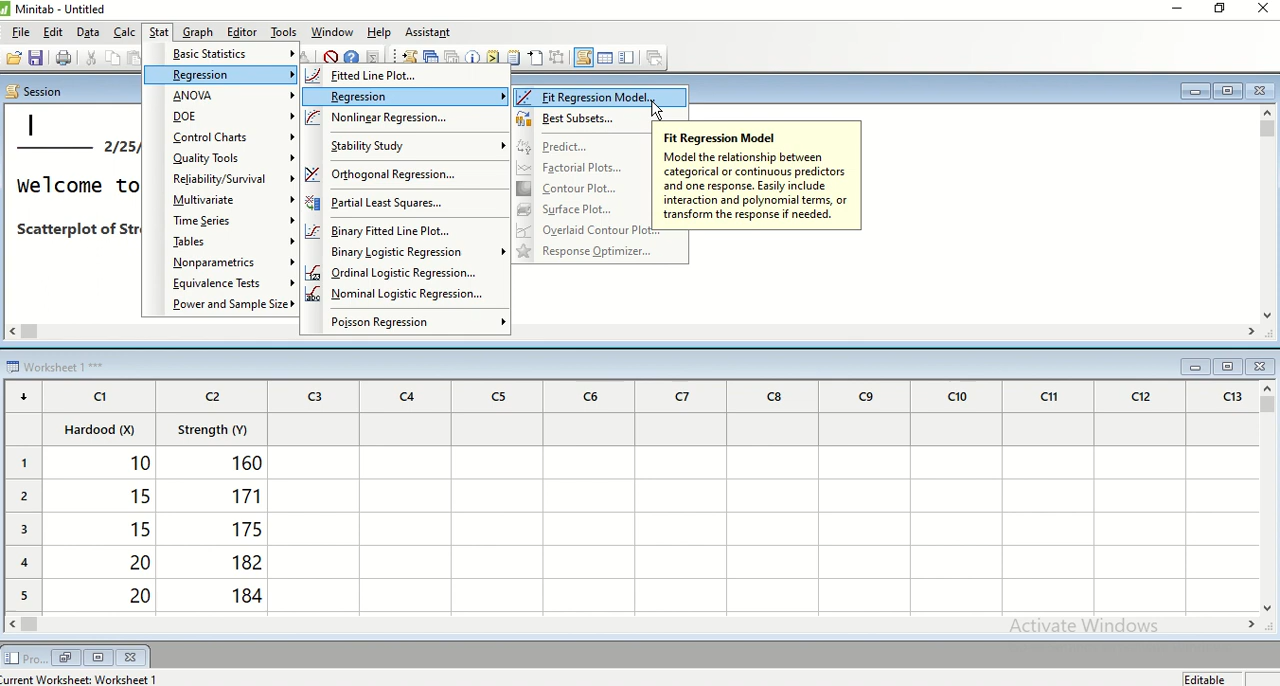 Minitab - Untitled
File Edit Data Calc Stat Graph Editor Tools Window Help Assistant
Basic Statistics
Regression
ANOVA
DOE
Control Charts
Quality Tools
Reliability/Survival
Multivariate
Time Series
Tables
Nonparametrics
Equivalence Tests
Power and Sample Size
Fitted Line Plot...
Regression
Nonlinear Regression...
Stability Study
Orthogonal Regression...
Partial Least Squares...
Binary Fitted Line Plot...
Binary Logistic Regression
Ordinal Logistic Regression...
Nominal Logistic Regression...
Poisson Regression
Fit Regression Model...
Best Subsets...
Predict...
Factorial Plots...
Contour Plot...
Surface Plot...
Overlaid Contour Plot...
Response Optimizer...
Fit Regression Model
Model the relationship between
categorical or continuous predictors
and one response. Easily include
interaction and polynomial terms, or
transform the response if needed.
Session
2/25/
Welcome to
Scatterplot of Str
Worksheet 1 ***
C1 C2 C3 C4 C5 C6 C7 C8 C9 C10 C11 C12 C13
Hardood (X) Strength (Y)
1 10 160
2 15 171
3 15 175
4 20 182
5 20 184
Activate Windows
Pro...
Current Worksheet: Worksheet 1
Editable